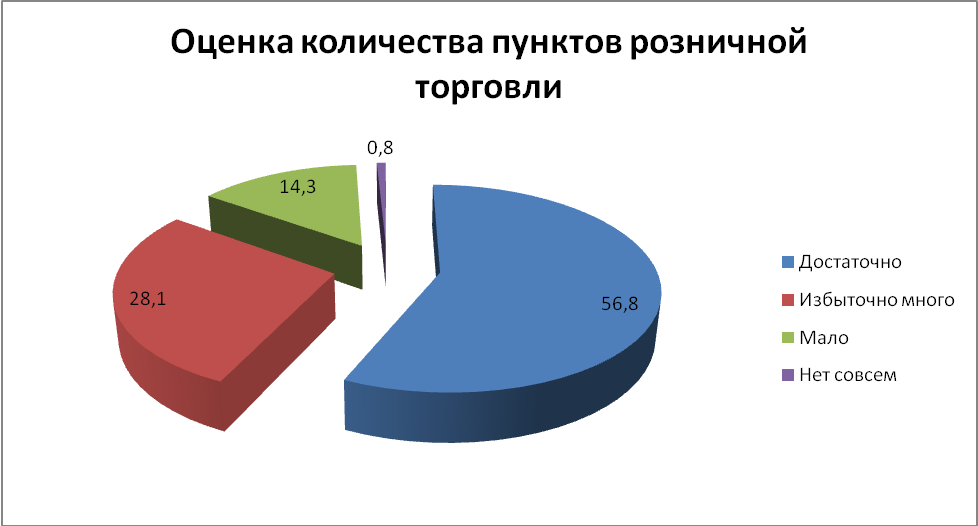 Оценка количества пунктов розничной
торговли
0,8
14,3
28,1
56,8
Достаточно
Избыточно много
Мало
Нет совсем